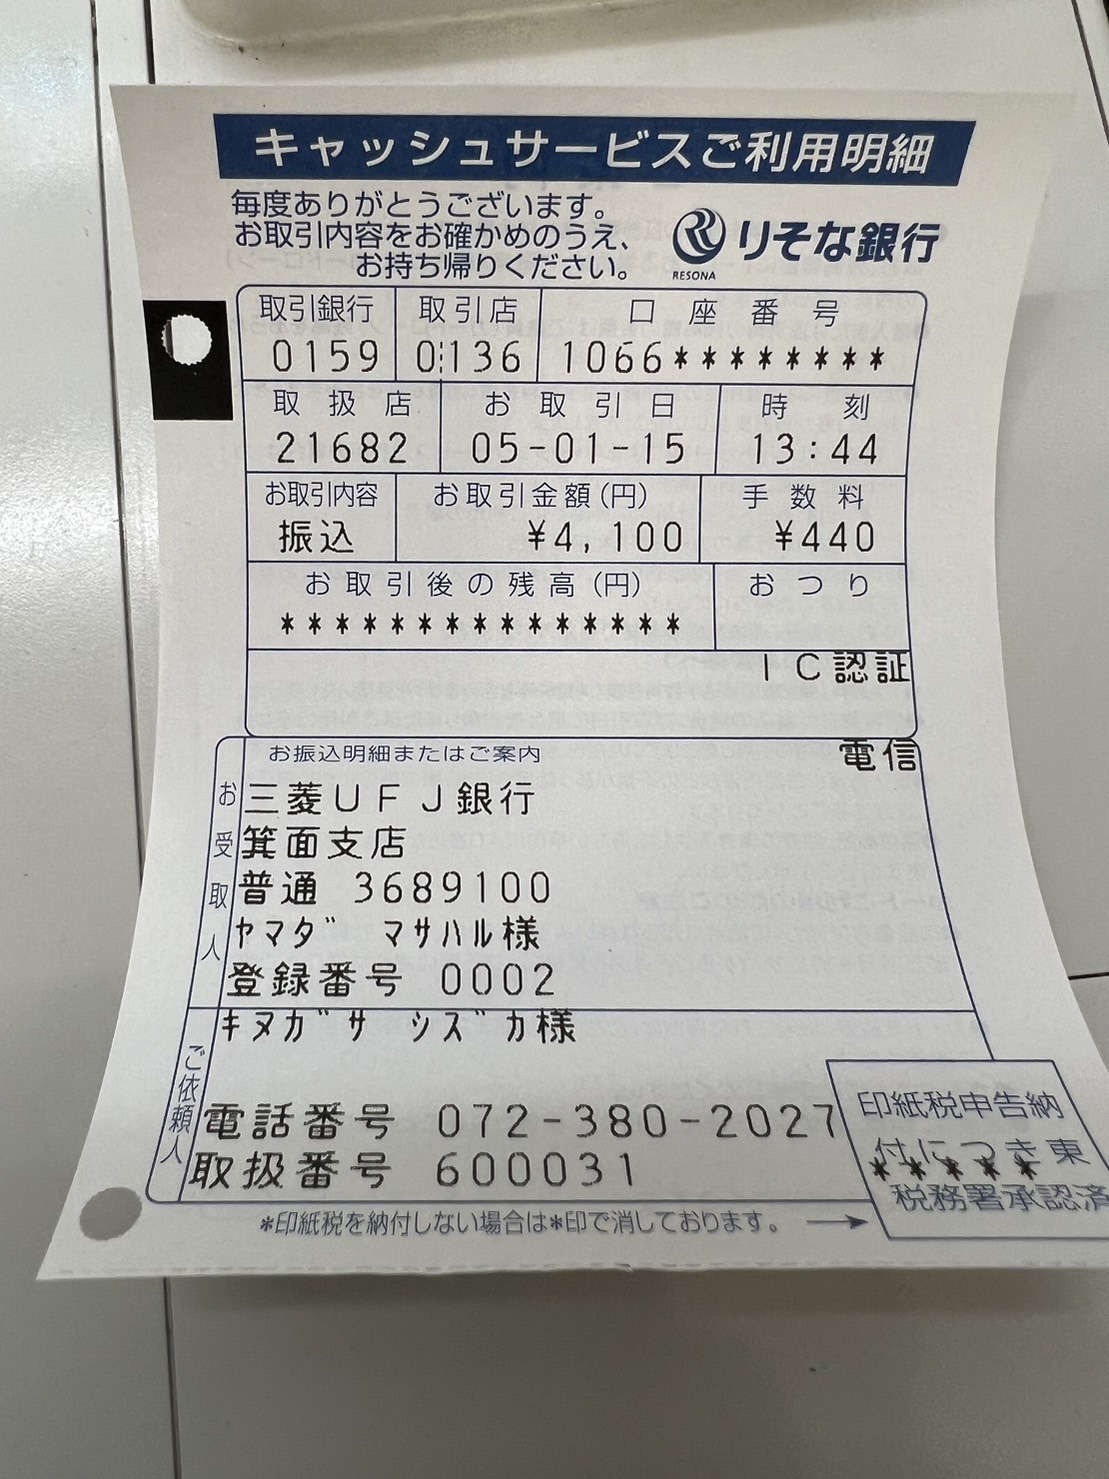 キャッシュサービスご利用明細
毎度ありがとうございます。
お取引内容をお確かめのうえ、
お持ち帰りください。
りそな銀行
RESONA
取引銀行 取引店 口座番号
0159 0136 1066********
取扱店 お取引日 時刻
21682 05-01-15 13:44
お取引内容 お取引金額(円) 手数料
振込 ¥4,100 ¥440
お取引後の残高(円) おつり
***************
IC認証
お振込明細またはご案内 電信
お受取人
三菱UFJ銀行
箕面支店
普通 3689100
ヤマダ マサハル様
登録番号 0002
ご依頼人
キヌガサ シズカ様
電話番号 072-380-2027
取扱番号 600031
印紙税申告納
付につき東
*****
税務署承認済
*印紙税を納付しない場合は*印で消しております。 →